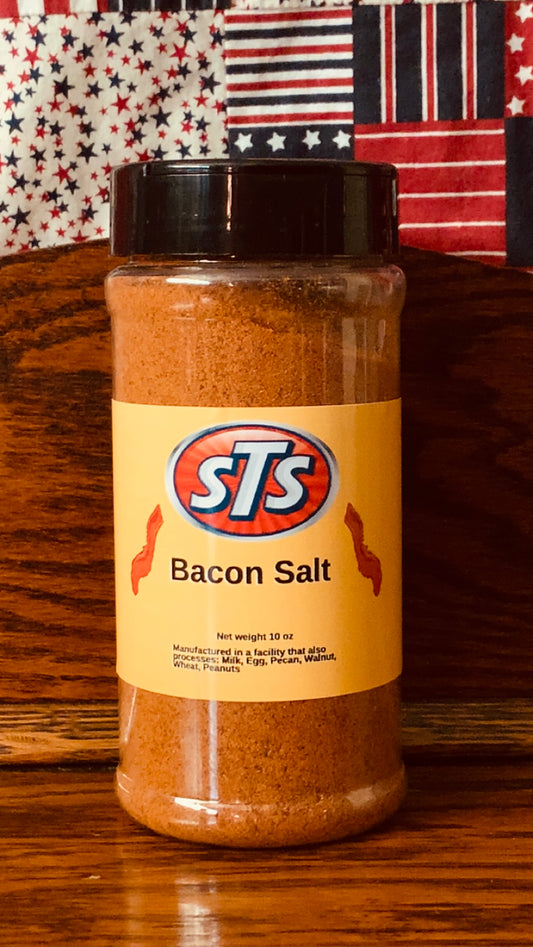 STS
Bacon Salt
Net weight 10 oz
Manufactured in a facility that also
processes: Milk, Egg, Pecan, Walnut,
Wheat, Peanuts